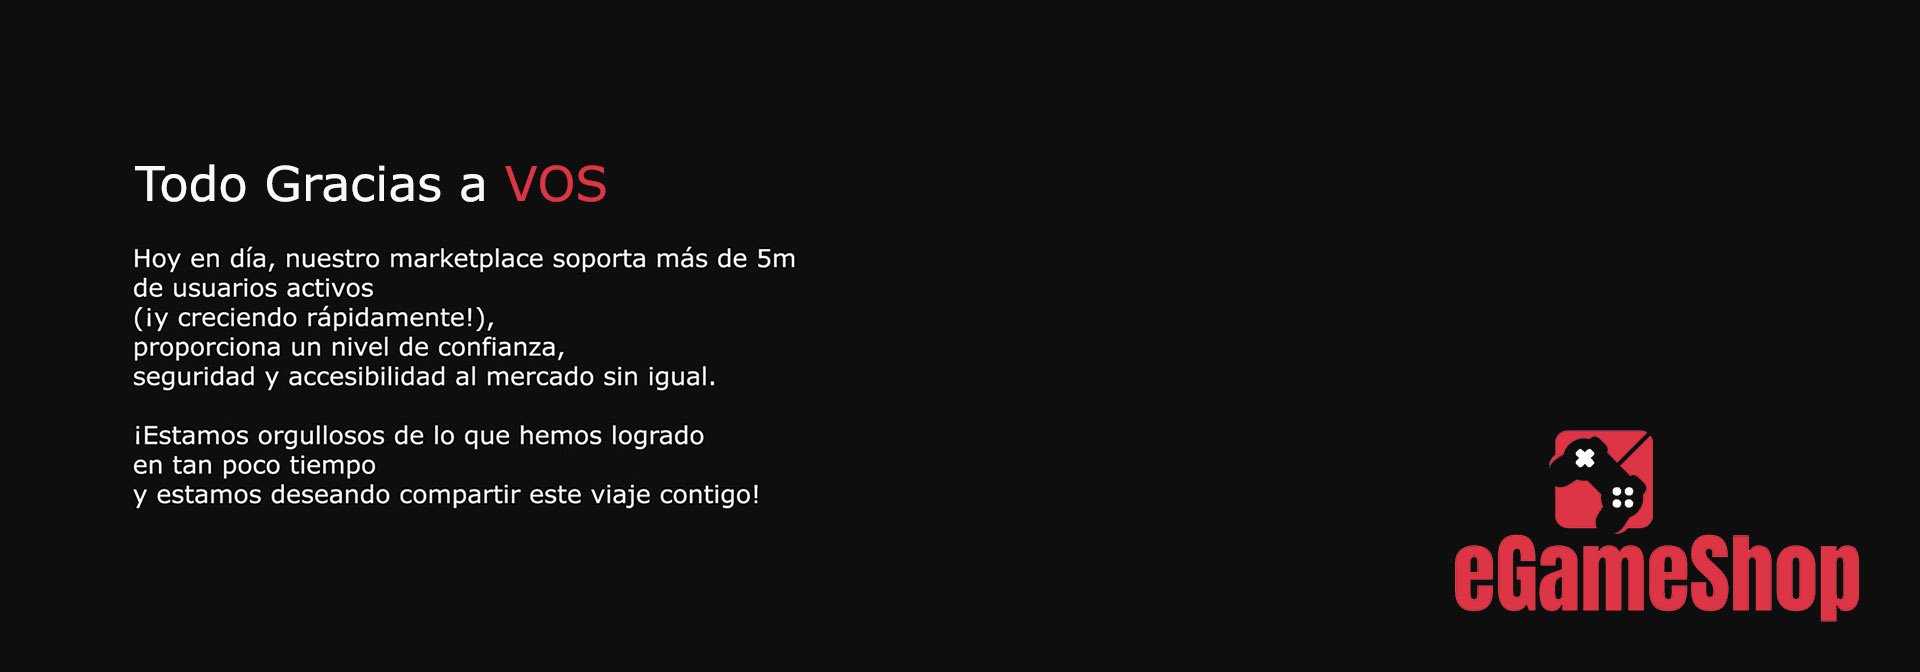 Todo Gracias a VOS
Hoy en día, nuestro marketplace soporta más de 5m
de usuarios activos
(¡y creciendo rápidamente!),
proporciona un nivel de confianza,
seguridad y accesibilidad al mercado sin igual.
¡Estamos orgullosos de lo que hemos logrado
en tan poco tiempo
y estamos deseando compartir este viaje contigo!
eGameShop